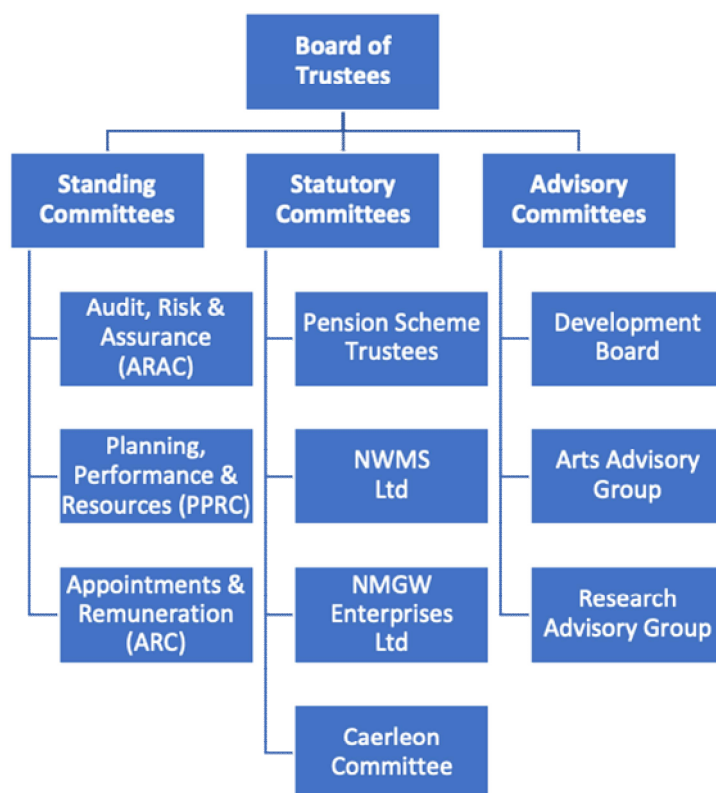 Board of
Trustees
Standing
Committees
Statutory
Committees
Advisory
Committees
Audit, Risk &
Assurance
(ARAC)
Planning,
Performance &
Resources (PPRC)
Appointments &
Remuneration
(ARC)
Pension Scheme
Trustees
NWMS
Ltd
NMGW
Enterprises
Ltd
Caerleon
Committee
Development
Board
Arts Advisory
Group
Research
Advisory Group